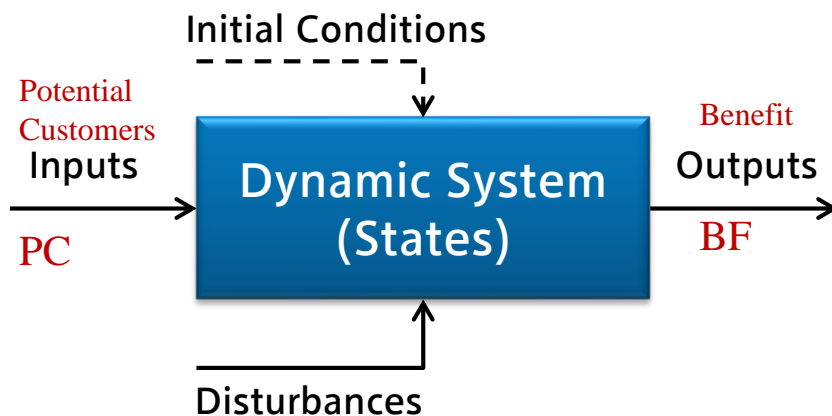 Initial Conditions
Potential
Customers
Inputs
PC
Dynamic System
(States)
Benefit
Outputs
BF
Disturbances